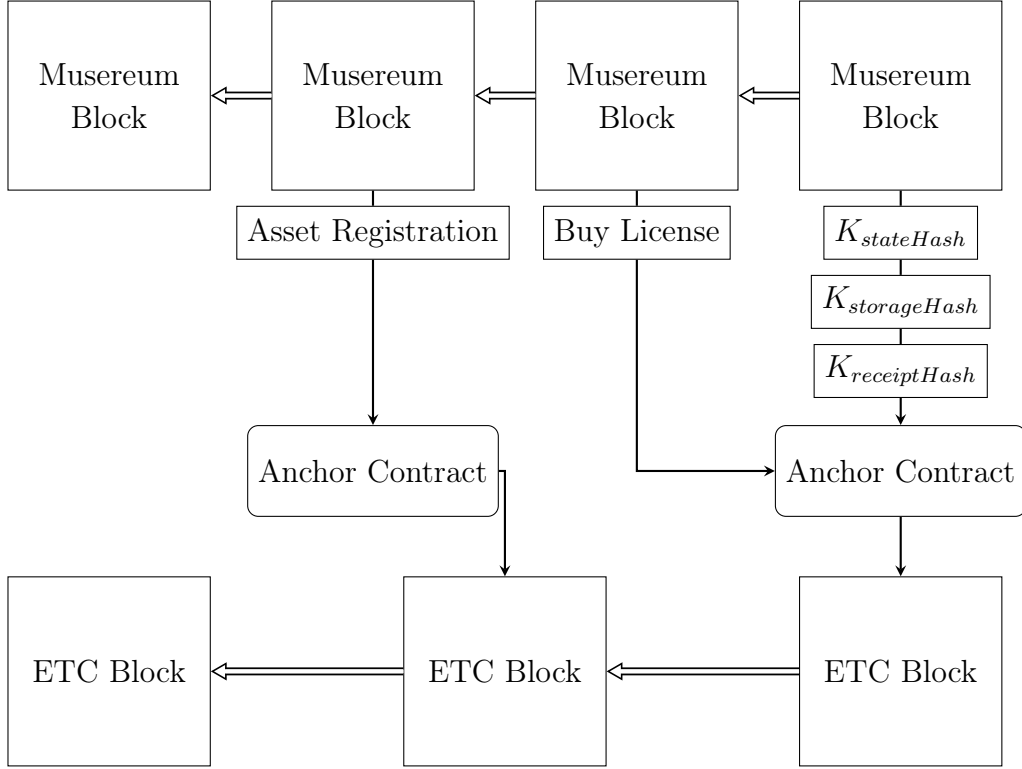 Musereum
Block
Musereum
Block
Musereum
Block
Musereum
Block
Asset Registration
Buy License
K_{stateHash}
K_{storageHash}
K_{receiptHash}
Anchor Contract
Anchor Contract
ETC Block
ETC Block
ETC Block